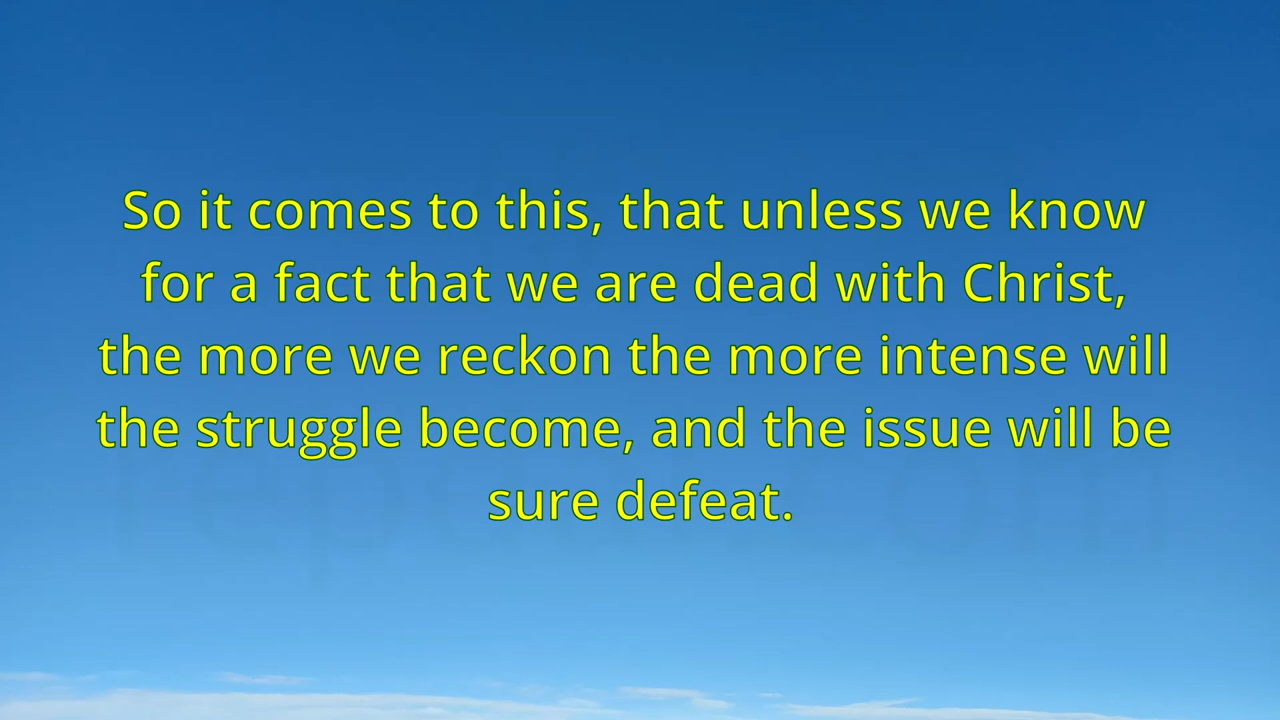 So it comes to this, that unless we know
for a fact that we are dead with Christ,
the more we reckon the more intense will
the struggle become, and the issue will be
sure defeat.